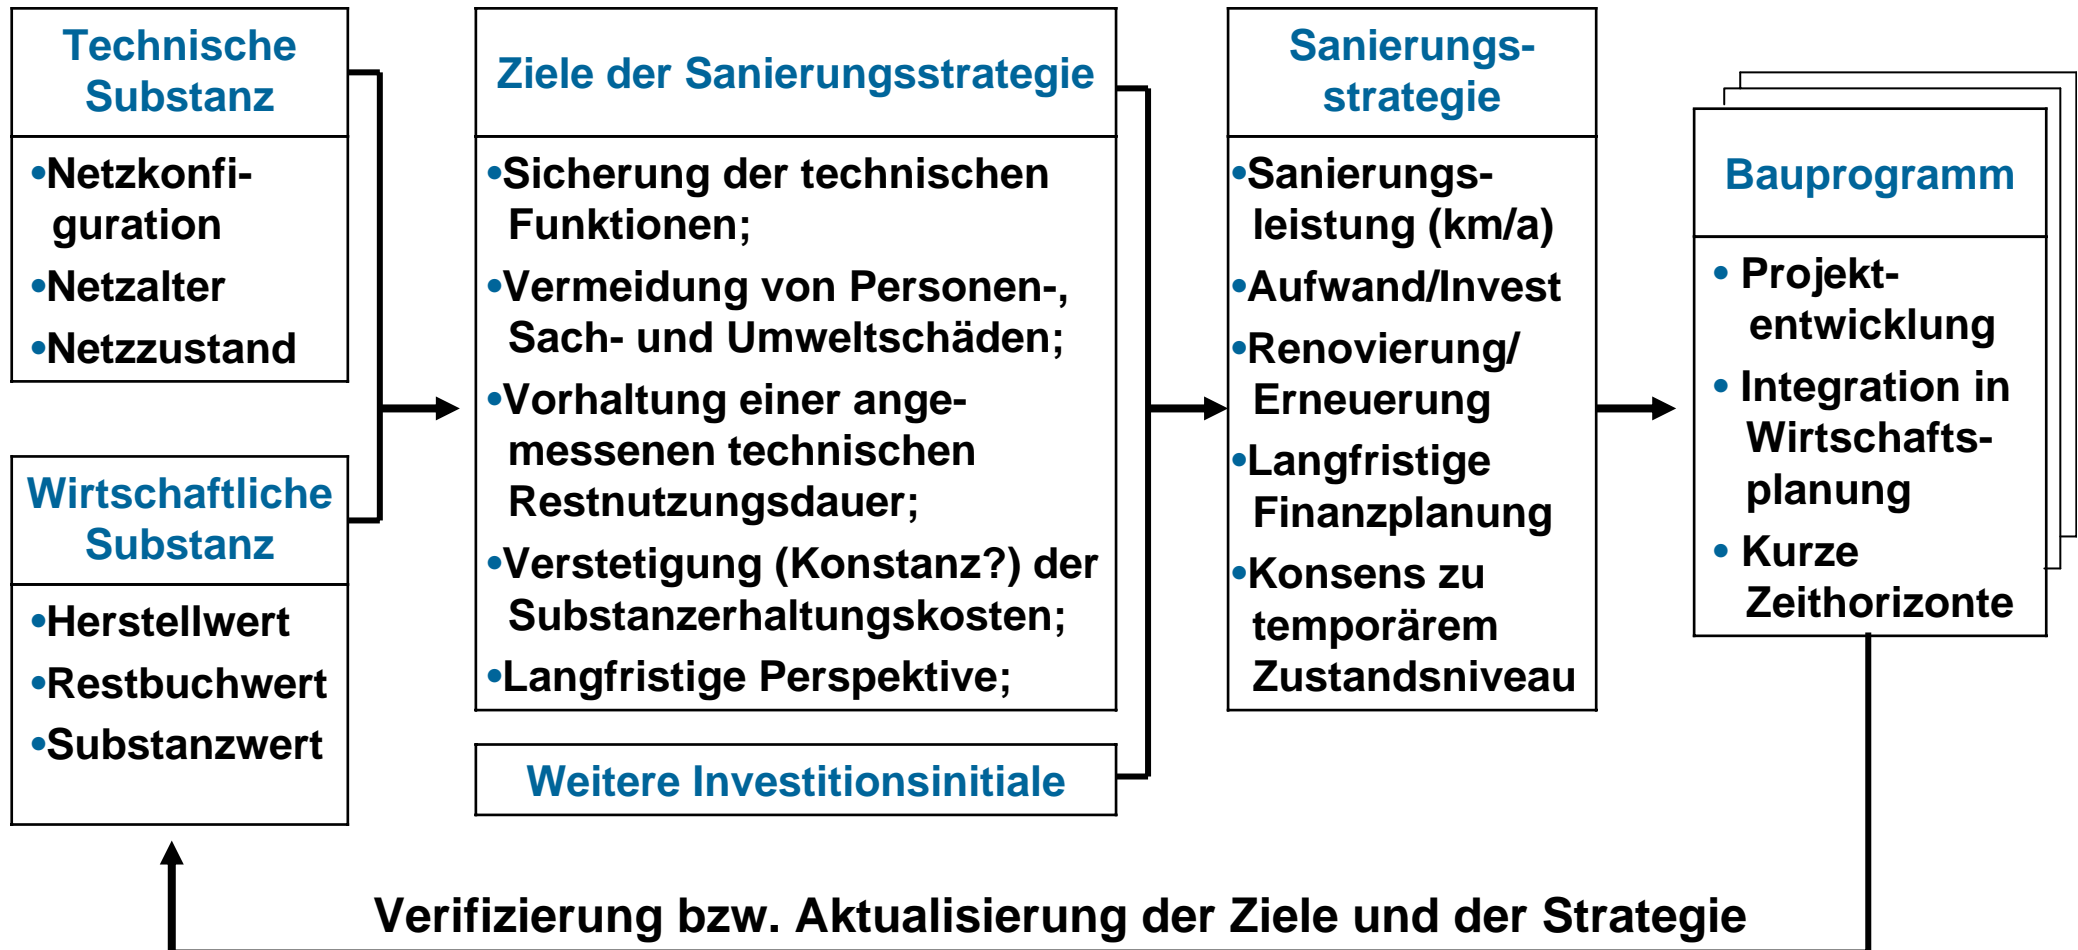 Technische
Substanz
•Netzkonfi-
guration
•Netzalter
•Netzzustand
Wirtschaftliche
Substanz
•Herstellwert
•Restbuchwert
•Substanzwert
Ziele der Sanierungsstrategie
•Sicherung der technischen
Funktionen;
•Vermeidung von Personen-,
Sach- und Umweltschäden;
•Vorhaltung einer ange-
messenen technischen
Restnutzungsdauer;
•Verstetigung (Konstanz?) der
Substanzerhaltungskosten;
•Langfristige Perspektive;
Weitere Investitionsinitiale
Sanierungs-
strategie
•Sanierungs-
leistung (km/a)
•Aufwand/Invest
•Renovierung/
Erneuerung
•Langfristige
Finanzplanung
•Konsens zu
temporärem
Zustandsniveau
Bauprogramm
• Projekt-
entwicklung
• Integration in
Wirtschafts-
planung
• Kurze
Zeithorizonte
Verifizierung bzw. Aktualisierung der Ziele und der Strategie